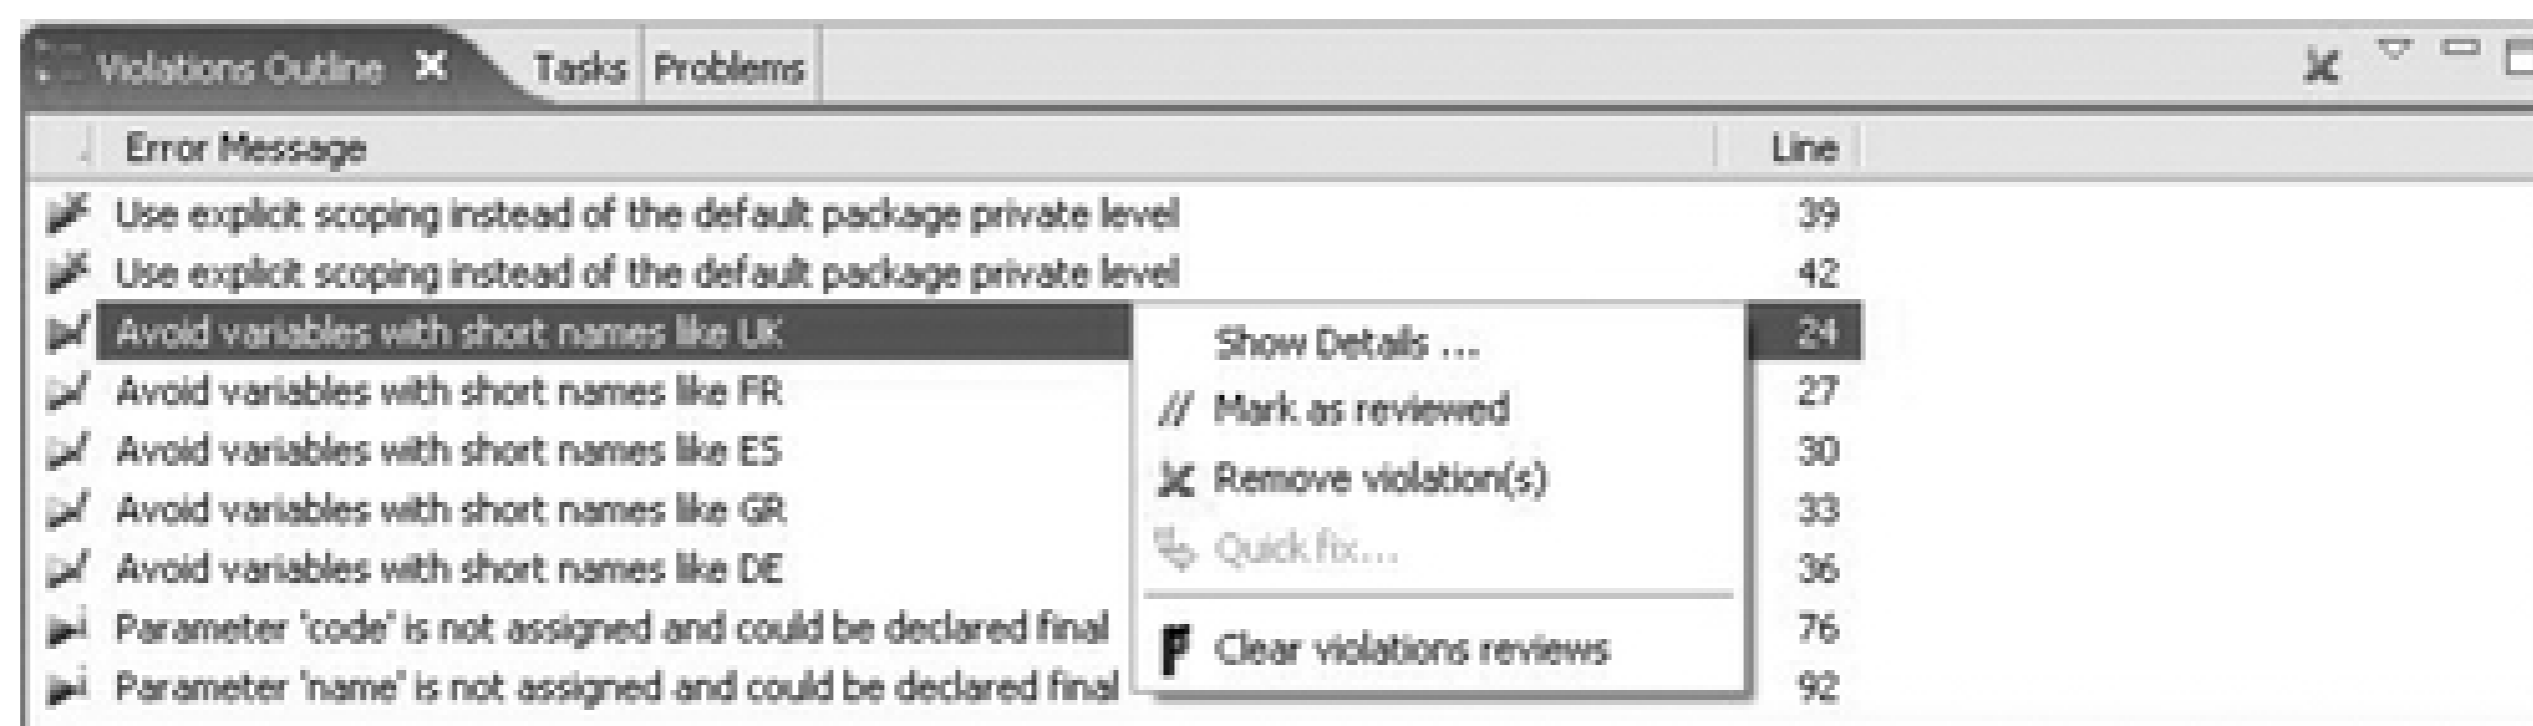 Violations Outline Tasks Problems
Error Message Line
Use explicit scoping instead of the default package private level 39
Use explicit scoping instead of the default package private level 42
Avoid variables with short names like UK 24
Avoid variables with short names like FR 27
Avoid variables with short names like ES 30
Avoid variables with short names like GR 33
Avoid variables with short names like DE 36
Parameter 'code' is not assigned and could be declared final 76
Parameter 'name' is not assigned and could be declared final 92
Show Details ...
// Mark as reviewed
Remove violation(s)
Quick fix...
Clear violations reviews